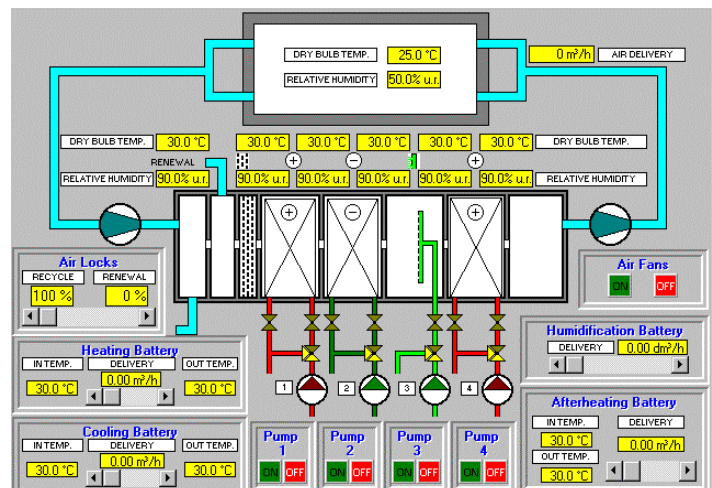 DRY BULB TEMP. 25.0 °C
RELATIVE HUMIDITY 50.0% u.r.
0 m³/h AIR DELIVERY
DRY BULB TEMP. 30.0 °C 30.0 °C 30.0 °C 30.0 °C 30.0 °C 30.0 °C DRY BULB TEMP.
RENEWAL
RELATIVE HUMIDITY 90.0% u.r. 90.0% u.r. 90.0% u.r. 90.0% u.r. 90.0% u.r. 90.0% u.r. RELATIVE HUMIDITY
Air Locks
RECYCLE RENEWAL
100 % 0 %
Air Fans
ON OFF
Heating Battery
IN TEMP. DELIVERY OUT TEMP.
30.0 °C 0.00 m³/h 30.0 °C
Humidification Battery
DELIVERY 0.00 dm³/h
1 2 3 4
Cooling Battery
IN TEMP. DELIVERY OUT TEMP.
30.0 °C 0.00 m³/h 30.0 °C
Pump 1
ON OFF
Pump 2
ON OFF
Pump 3
ON OFF
Pump 4
ON OFF
Afterheating Battery
IN TEMP. DELIVERY
30.0 °C 0.00 m³/h
OUT TEMP.
30.0 °C